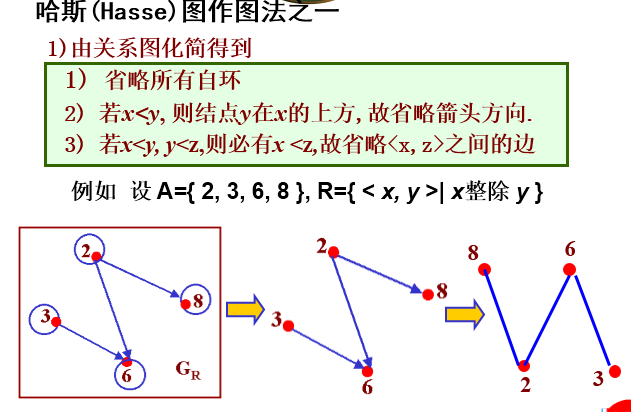 哈斯(Hasse)图作图法之一
1)由关系图化简得到
1) 省略所有自环
2) 若x<y, 则结点y在x的上方,故省略箭头方向.
3) 若x<y, y<z,则必有x <z,故省略<x, z>之间的边
例如 设 A={ 2, 3, 6, 8 }, R={ < x, y >| x整除 y }
2
8
3
6
GR
2
8
3
6
8
6
2
3